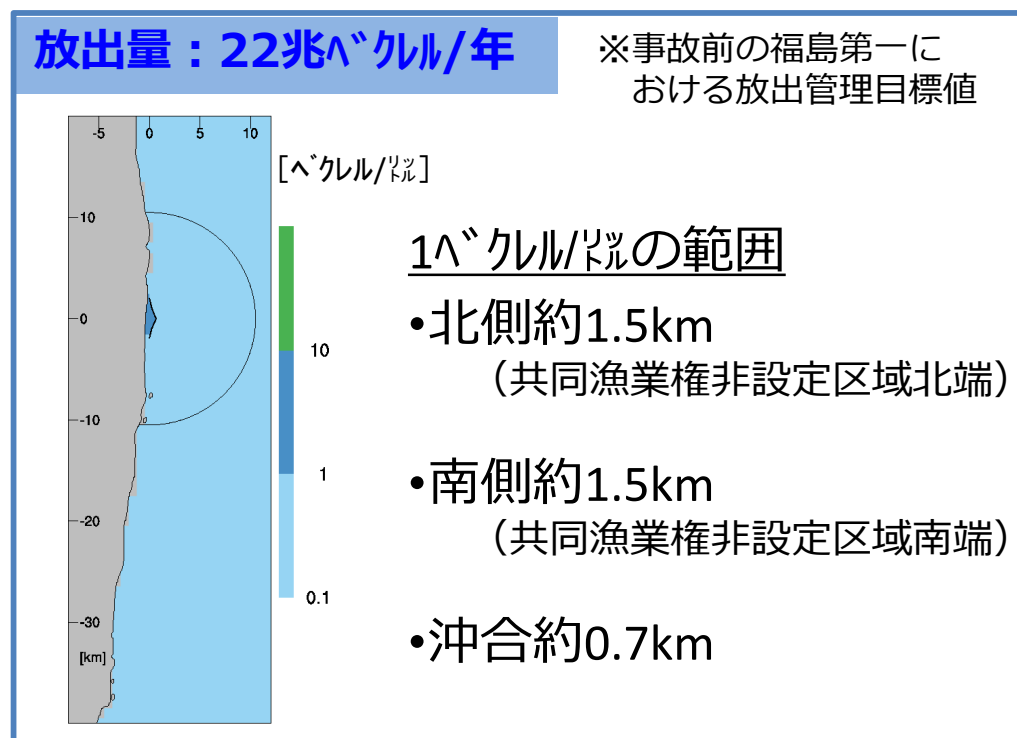 放出量：22兆ﾍﾞｸﾚﾙ/年
※事故前の福島第一に
おける放出管理目標値
-5 0 5 10
[ﾍﾞｸﾚﾙ/㍑]
10
0
-10
-20
-30
[km]
10
1
0.1
1ﾍﾞｸﾚﾙ/㍑の範囲
•北側約1.5km
（共同漁業権非設定区域北端）
•南側約1.5km
（共同漁業権非設定区域南端）
•沖合約0.7km